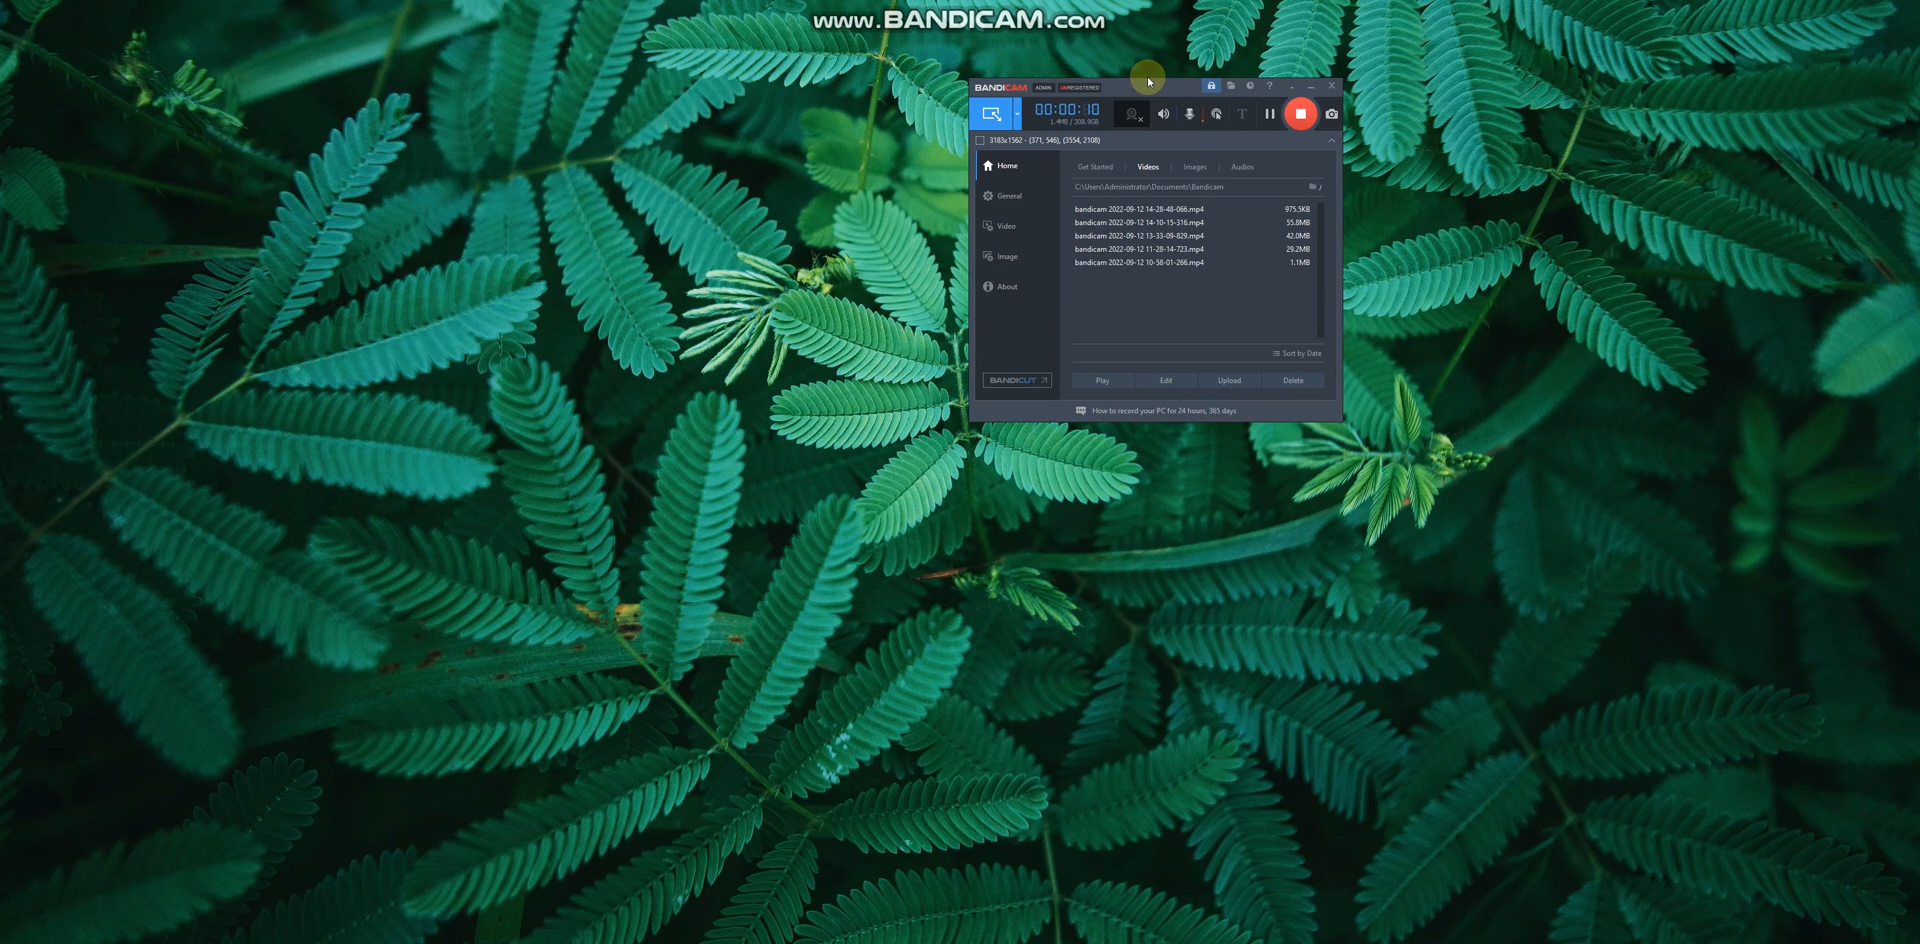 www.BANDICAM.com
BANDICAM ADMIN UNREGISTERED ?
00:00:10
1.4MB / 308.9GB
T
3183x1562 - (371, 546), (3554, 2108)
Home
General
Video
Image
About
BANDICUT
Get Started Videos Images Audios
C:\Users\Administrator\Documents\Bandicam
bandicam 2022-09-12 14-28-48-066.mp4 975.5KB
bandicam 2022-09-12 14-10-15-316.mp4 55.8MB
bandicam 2022-09-12 13-33-09-829.mp4 42.0MB
bandicam 2022-09-12 11-28-14-723.mp4 29.2MB
bandicam 2022-09-12 10-58-01-266.mp4 1.1MB
Sort by Date
Play Edit Upload Delete
How to record your PC for 24 hours, 365 days